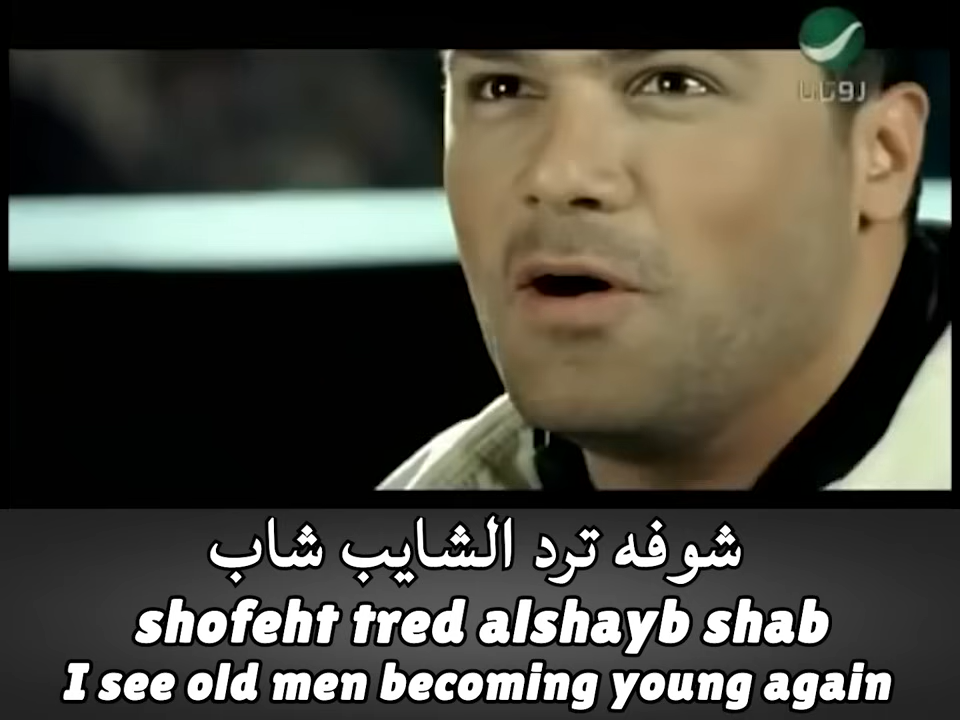 روتانا
شوفه ترد الشايب شاب
shofeht tred alshayb shab
I see old men becoming young again